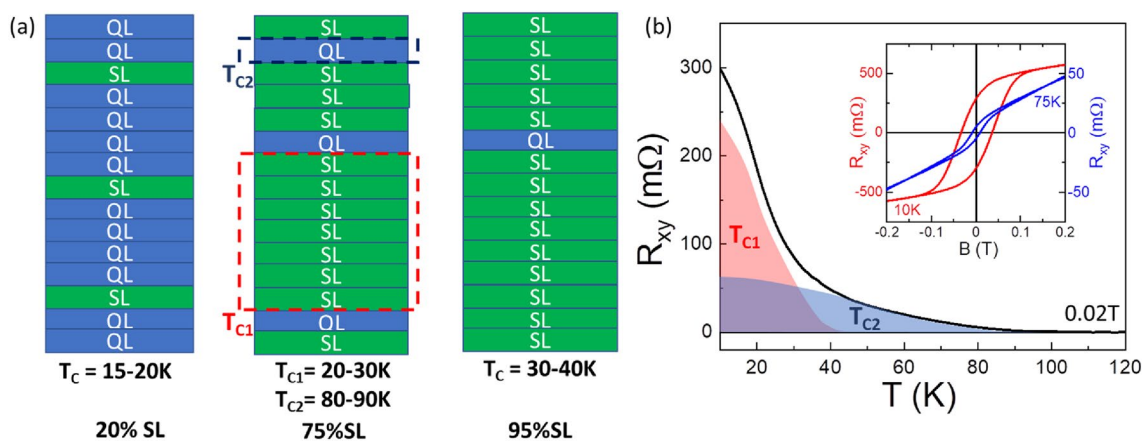 (a)
QL
QL
SL
QL
QL
QL
QL
SL
QL
QL
QL
QL
SL
QL
QL
T_C = 15-20K
20% SL
SL
QL
T_C2
SL
SL
SL
QL
SL
SL
SL
SL
SL
SL
SL
T_C1
QL
SL
T_C1= 20-30K
T_C2= 80-90K
75%SL
SL
SL
SL
SL
SL
QL
SL
SL
SL
SL
SL
SL
SL
SL
SL
T_C = 30-40K
95%SL
(b)
R_xy (mΩ)
300
200
100
0
20 40 60 80 100 120
T (K)
T_C1
T_C2
0.02T
R_xy (mΩ)
500
0
-500
50
0
-50
R_xy (mΩ)
75K
10K
-0.2 -0.1 0.0 0.1 0.2
B (T)